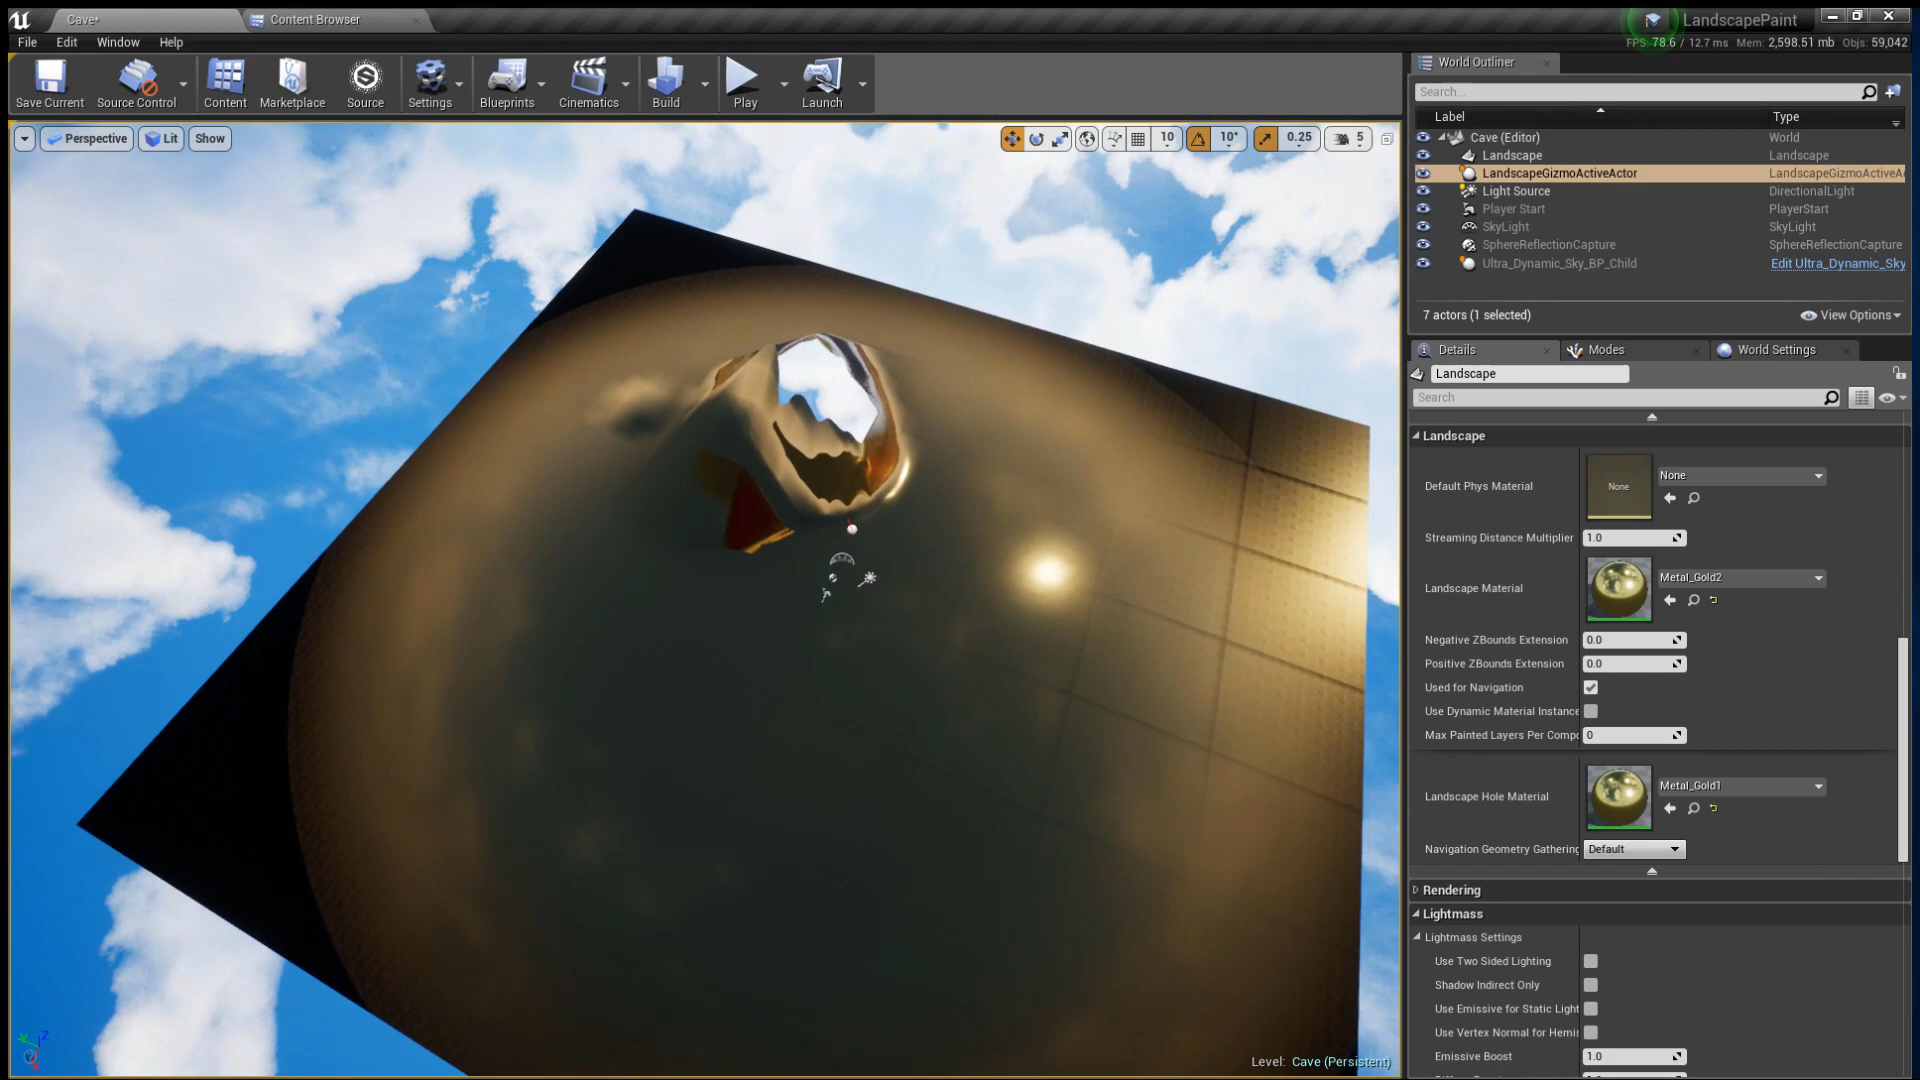 Cave*
Content Browser
LandscapePaint
File
Edit
Window
Help
FPS: 78.6 / 12.7 ms Mem: 2,598.51 mb Objs: 59,042
Save Current
Source Control
Content
Marketplace
Source
Settings
Blueprints
Cinematics
Build
Play
Launch
Perspective
Lit
Show
10
10°
0.25
5
Level: Cave (Persistent)
World Outliner
Search...
Label
Type
Cave (Editor)
World
Landscape
Landscape
LandscapeGizmoActiveActor
LandscapeGizmoActiveA
Light Source
DirectionalLight
Player Start
PlayerStart
SkyLight
SkyLight
SphereReflectionCapture
SphereReflectionCapture
Ultra_Dynamic_Sky_BP_Child
Edit Ultra_Dynamic_Sky
7 actors (1 selected)
View Options
Details
Modes
World Settings
Landscape
Search
Landscape
Default Phys Material
None
None
Streaming Distance Multiplier
1.0
Landscape Material
Metal_Gold2
Negative ZBounds Extension
0.0
Positive ZBounds Extension
0.0
Used for Navigation
Use Dynamic Material Instance
Max Painted Layers Per Compo
0
Landscape Hole Material
Metal_Gold1
Navigation Geometry Gathering
Default
Rendering
Lightmass
Lightmass Settings
Use Two Sided Lighting
Shadow Indirect Only
Use Emissive for Static Light
Use Vertex Normal for Hemis
Emissive Boost
1.0